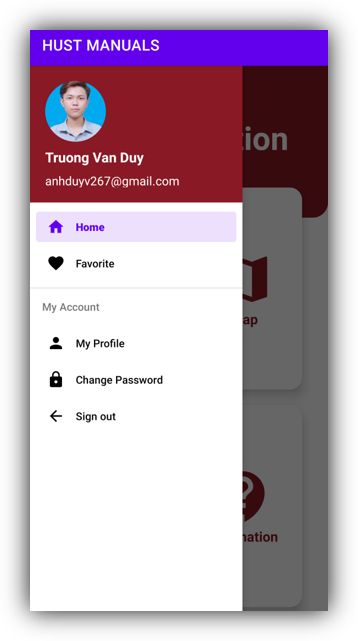 HUST MANUALS
tion
Truong Van Duy
anhduyv267@gmail.com
Home
Favorite
ap
My Account
My Profile
Change Password
Sign out
mation